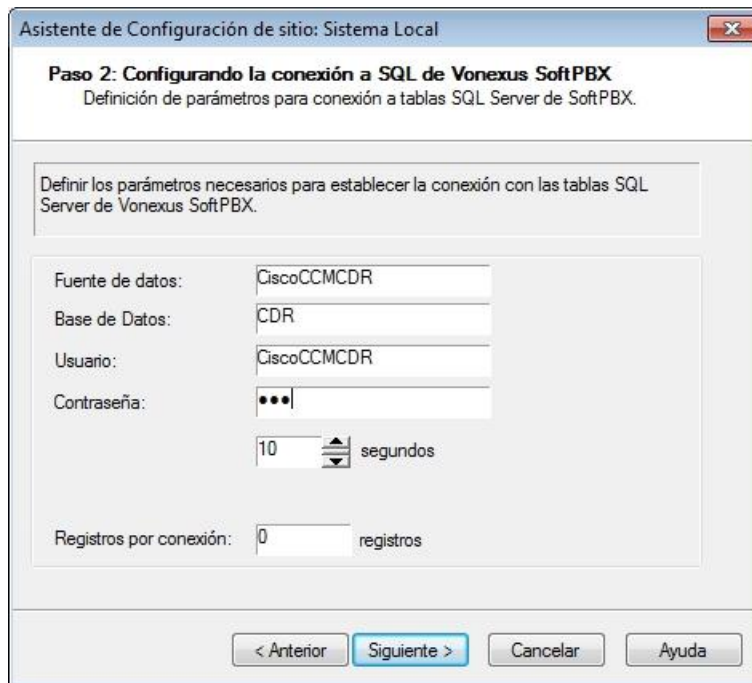 Asistente de Configuración de sitio: Sistema Local
Paso 2: Configurando la conexión a SQL de Vonexus SoftPBX
Definición de parámetros para conexión a tablas SQL Server de SoftPBX.
Definir los parámetros necesarios para establecer la conexión con las tablas SQL
Server de Vonexus SoftPBX.
Fuente de datos: CiscoCCMCDR
Base de Datos: CDR
Usuario: CiscoCCMCDR
Contraseña: •••
10 segundos
Registros por conexión: 0 registros
< Anterior Siguiente > Cancelar Ayuda